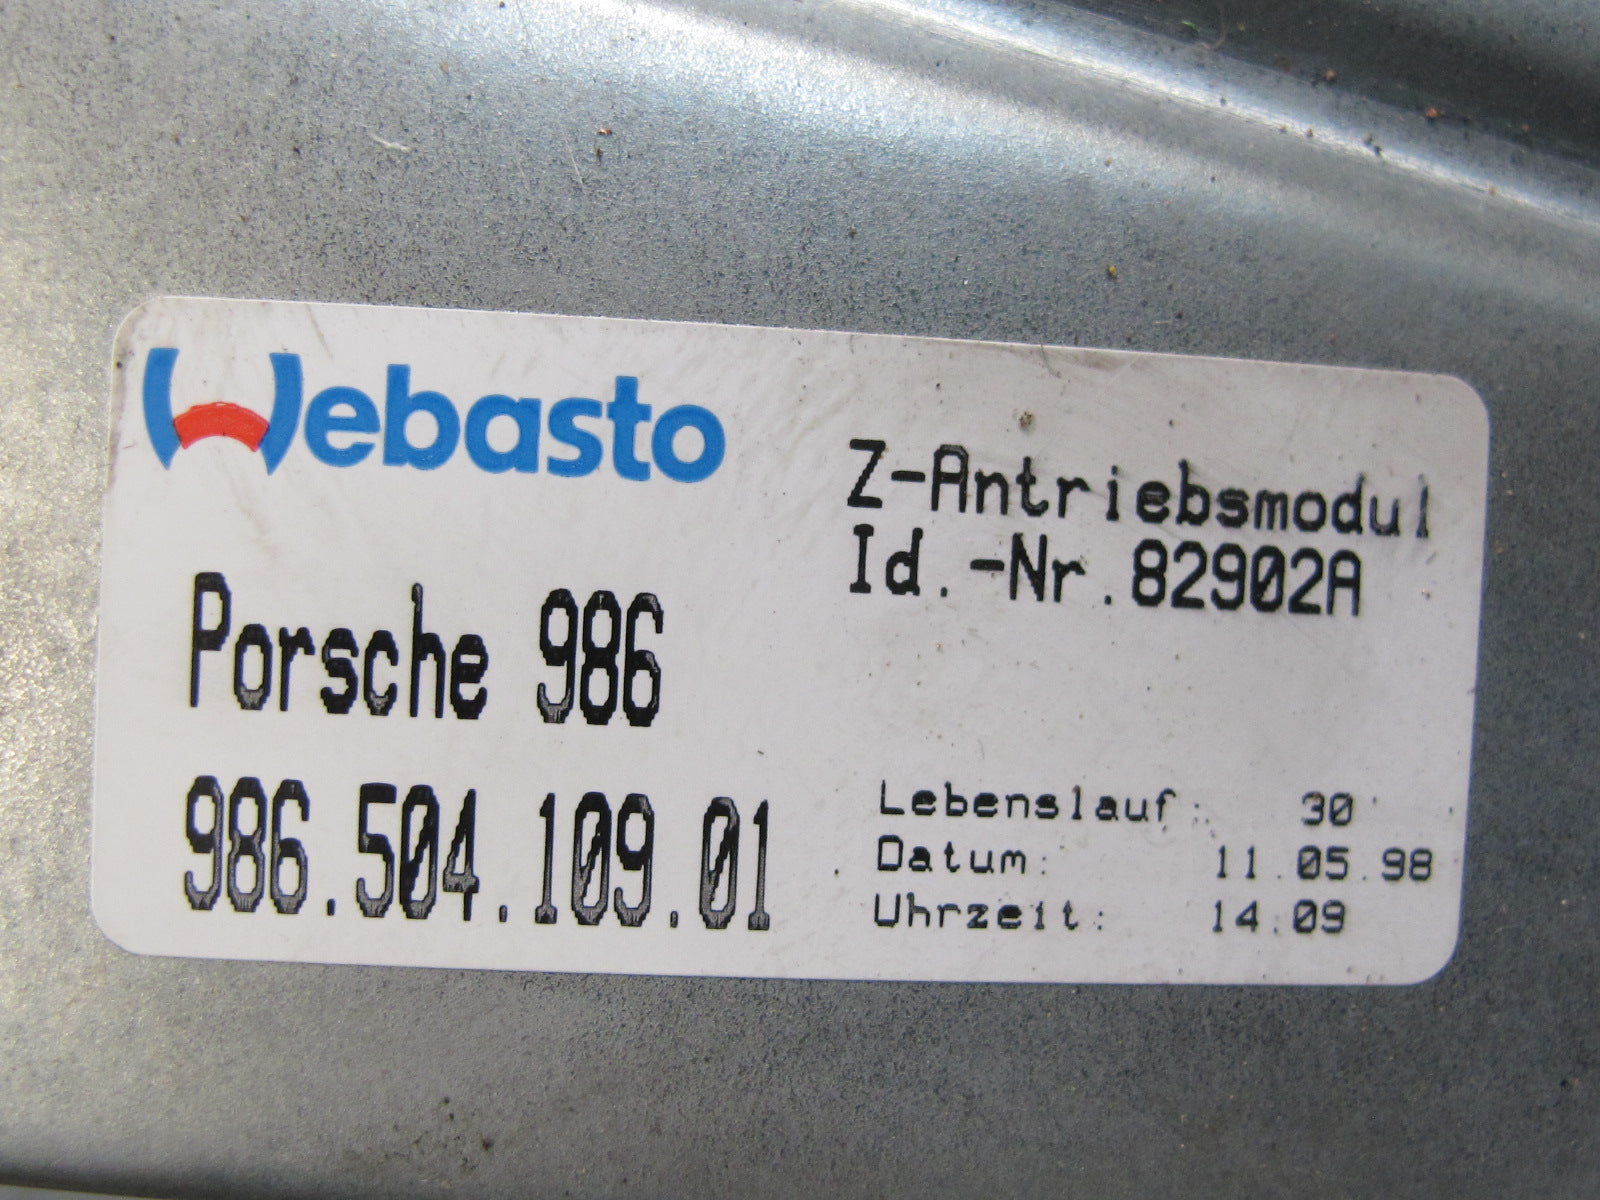 Webasto
Porsche 986
986.504.109.01
Z-Antriebsmodul
Id.-Nr.82902A
Lebenslauf: 30
Datum: 11.05.98
Uhrzeit: 14:09